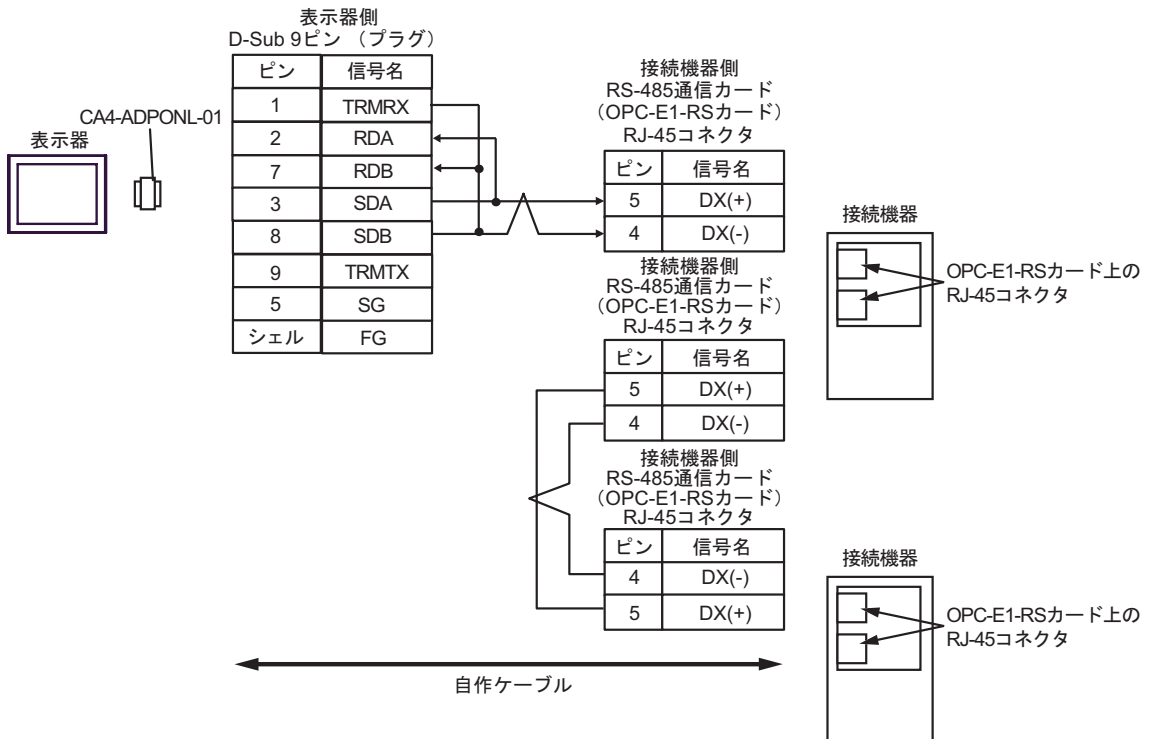 表示器側
D-Sub 9ピン （プラグ）
ピン 信号名
1 TRMRX
2 RDA
7 RDB
3 SDA
8 SDB
9 TRMTX
5 SG
シェル FG
CA4-ADPONL-01
表示器
接続機器側
RS-485通信カード
（OPC-E1-RSカード）
RJ-45コネクタ
ピン 信号名
5 DX(+)
4 DX(-)
接続機器側
RS-485通信カード
（OPC-E1-RSカード）
RJ-45コネクタ
ピン 信号名
5 DX(+)
4 DX(-)
接続機器側
RS-485通信カード
（OPC-E1-RSカード）
RJ-45コネクタ
ピン 信号名
4 DX(-)
5 DX(+)
接続機器
OPC-E1-RSカード上の
RJ-45コネクタ
接続機器
OPC-E1-RSカード上の
RJ-45コネクタ
自作ケーブル